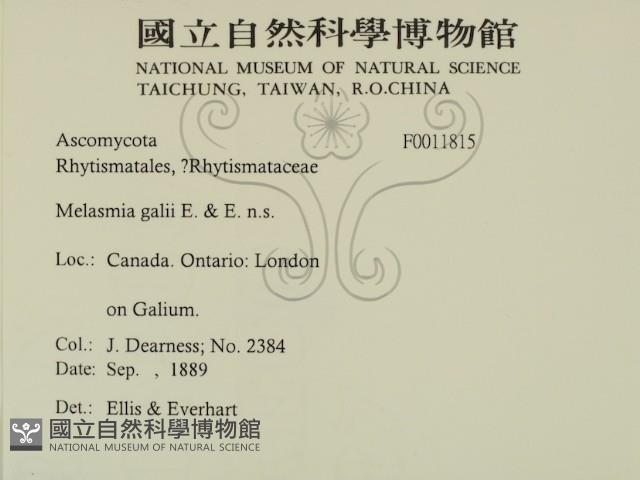 國立自然科學博物館
NATIONAL MUSEUM OF NATURAL SCIENCE
TAICHUNG, TAIWAN, R.O.CHINA
Ascomycota F0011815
Rhytismatales, ?Rhytismataceae
Melasmia galii E. & E. n.s.
Loc.: Canada. Ontario: London
on Galium.
Col.: J. Dearness; No. 2384
Date: Sep. , 1889
Det.: Ellis & Everhart
國立自然科學博物館
NATIONAL MUSEUM OF NATURAL SCIENCE